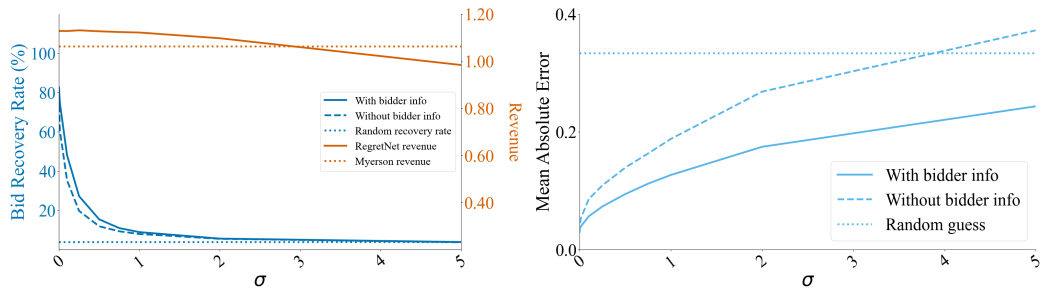 Bid Recovery Rate (%)
100
80
60
40
20
1.20
1.00
0.80
0.60
0.40
Revenue
With bidder info
Without bidder info
Random recovery rate
RegretNet revenue
Myerson revenue
0 1 2 3 4 5
σ
Mean Absolute Error
0.4
0.2
0.0
With bidder info
Without bidder info
Random guess
0 1 2 3 4 5
σ